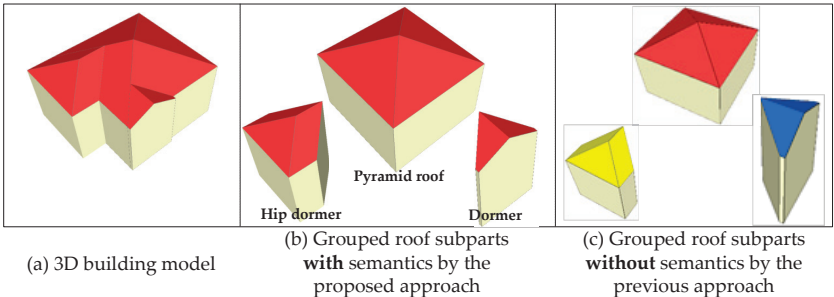 Pyramid roof
Hip dormer
Dormer
(a) 3D building model
(b) Grouped roof subparts
with semantics by the
proposed approach
(c) Grouped roof subparts
without semantics by the
previous approach